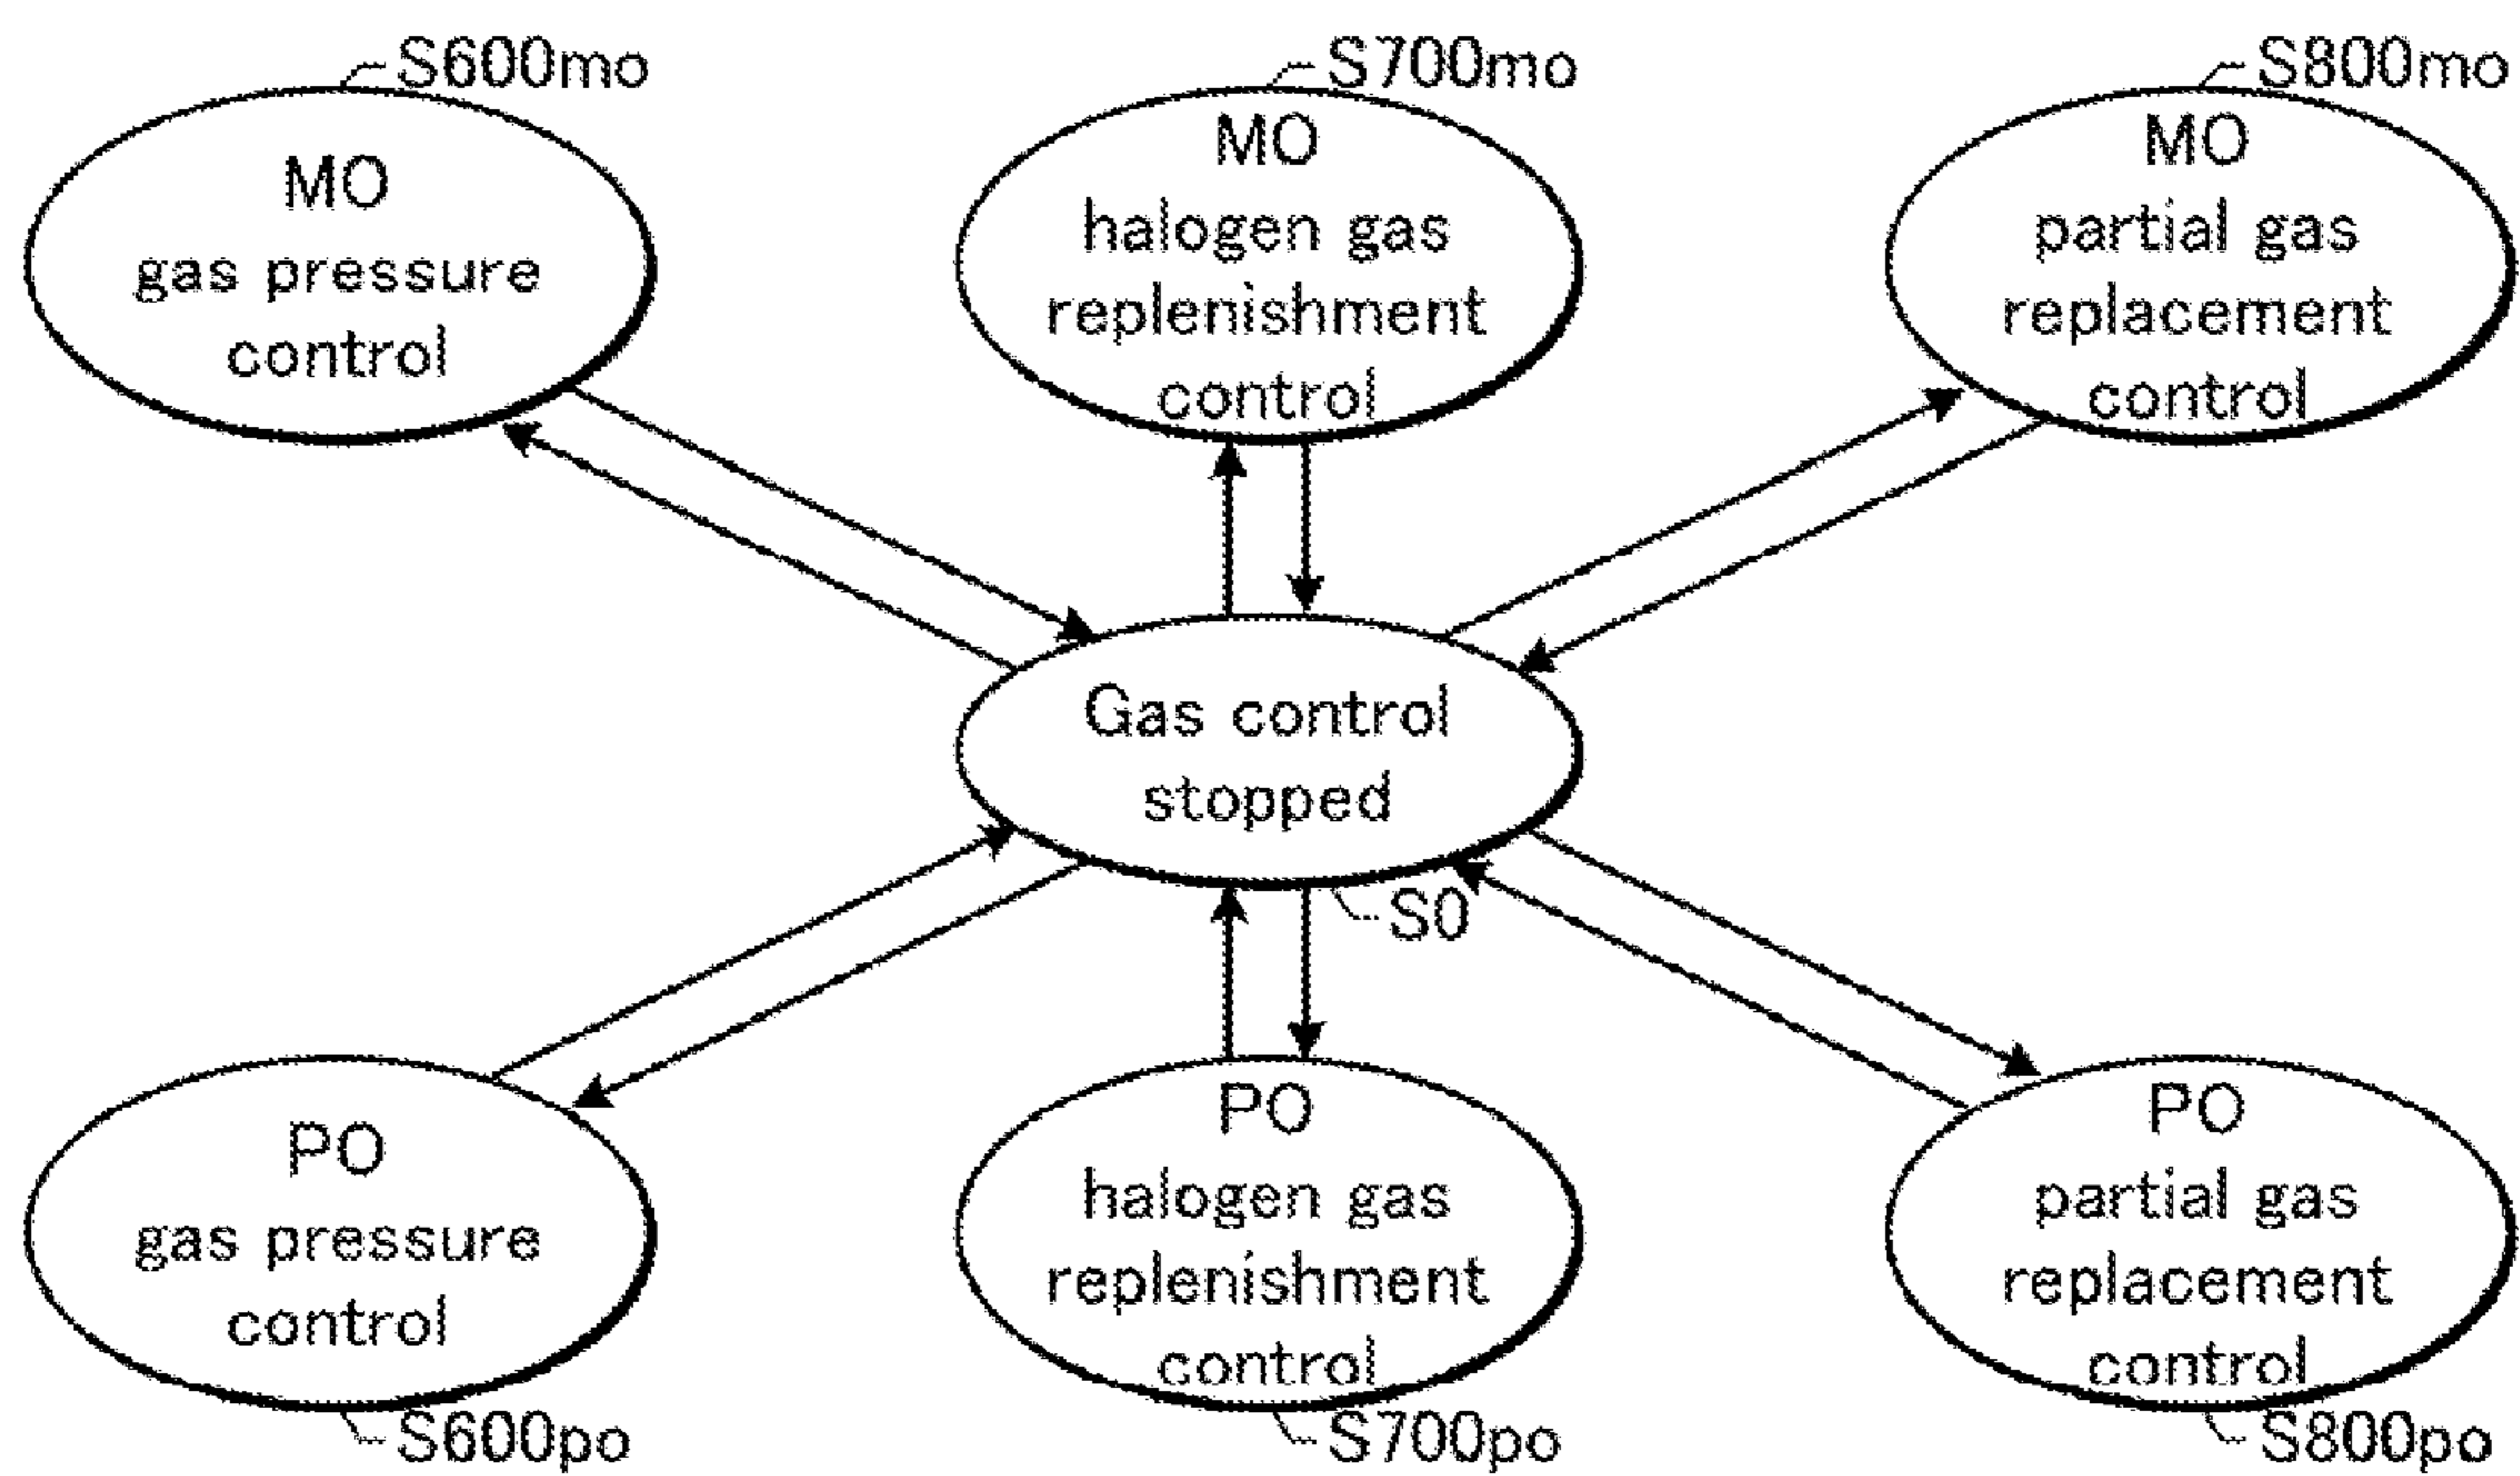 S600mo
MO
gas pressure
control
S700mo
MO
halogen gas
replenishment
control
S800mo
MO
partial gas
replacement
control
Gas control
stopped
S0
PO
gas pressure
control
S600po
PO
halogen gas
replenishment
control
S700po
PO
partial gas
replacement
control
S800po